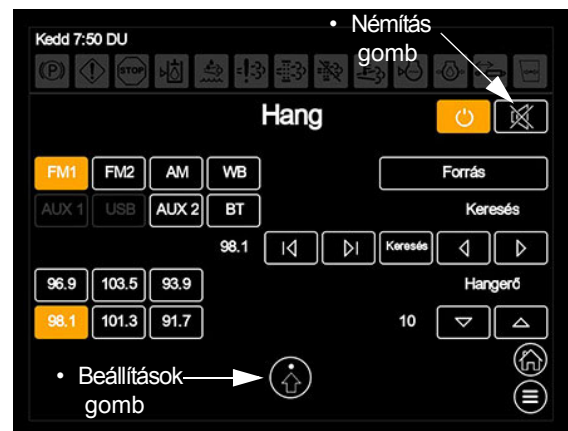 Kedd 7:50 DU
• Némítás
gomb
STOP
Hang
FM1 FM2 AM WB Forrás
AUX 1 USB AUX 2 BT Keresés
98.1 Keresés
96.9 103.5 93.9 Hangerő
98.1 101.3 91.7 10
• Beállítások
gomb